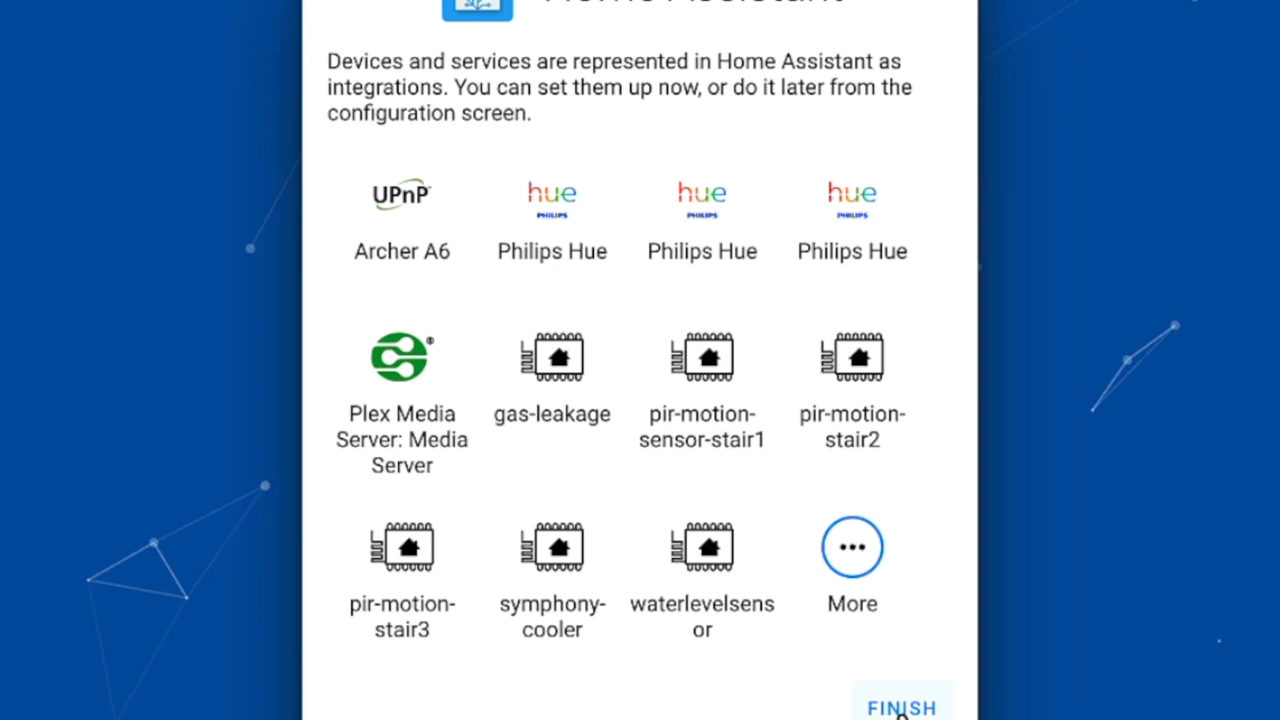 Home Assistant
Devices and services are represented in Home Assistant as
integrations. You can set them up now, or do it later from the
configuration screen.
UPnP
hue
PHILIPS
hue
PHILIPS
hue
PHILIPS
Archer A6
Philips Hue
Philips Hue
Philips Hue
Plex Media
Server: Media
Server
gas-leakage
pir-motion-
sensor-stair1
pir-motion-
stair2
pir-motion-
stair3
symphony-
cooler
waterlevelsens
or
More
FINISH